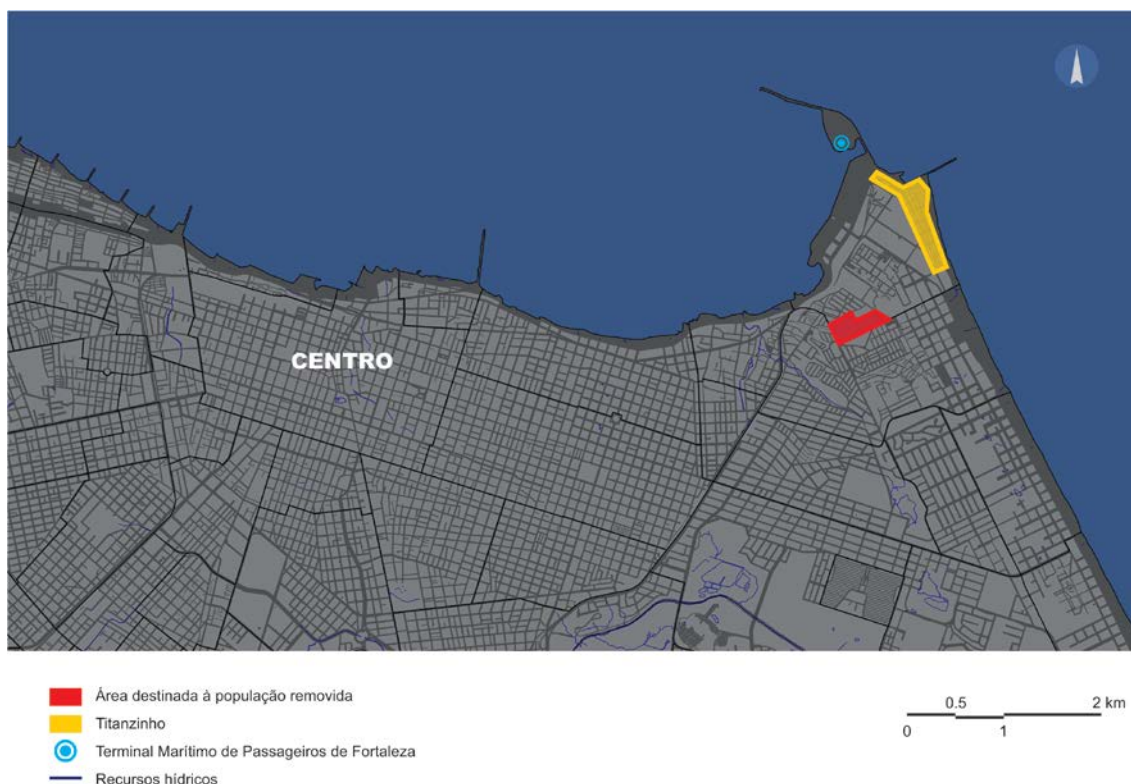 CENTRO
Área destinada à população removida
Titanzinho
Terminal Marítimo de Passageiros de Fortaleza
Recursos hídricos
0.5 2 km
0 1